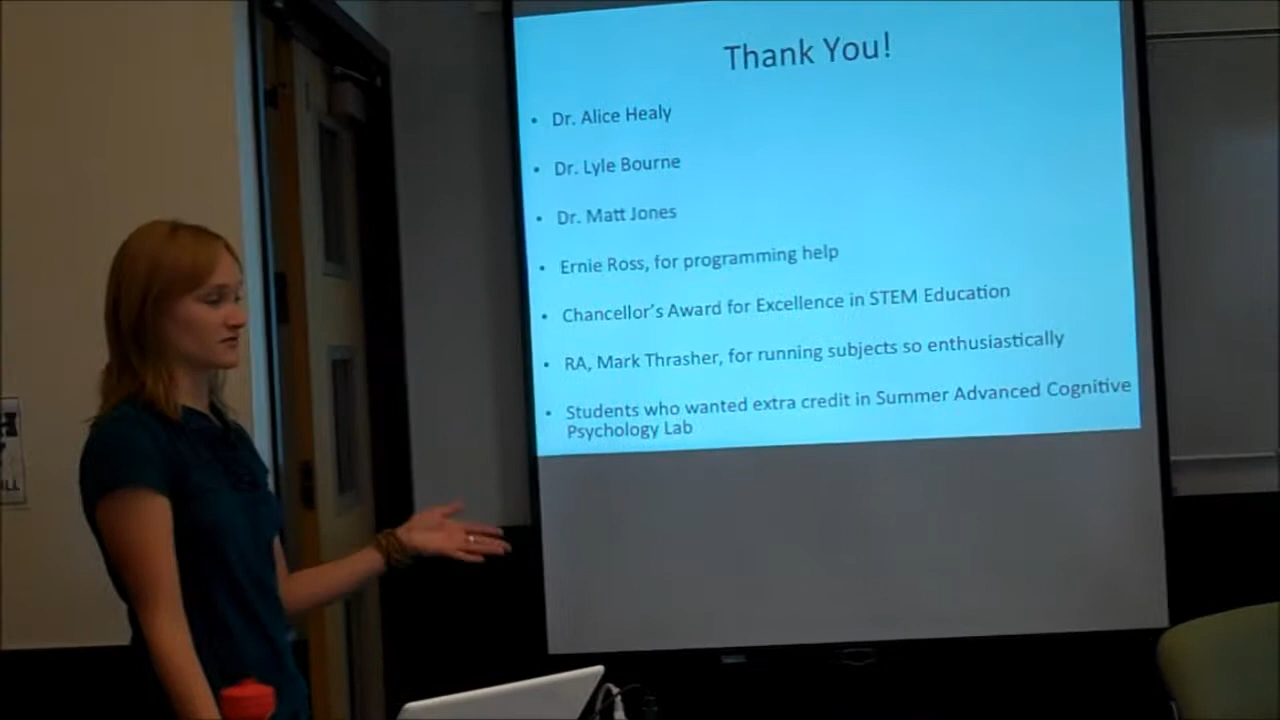 Thank You!
• Dr. Alice Healy
• Dr. Lyle Bourne
• Dr. Matt Jones
• Ernie Ross, for programming help
• Chancellor's Award for Excellence in STEM Education
• RA, Mark Thrasher, for running subjects so enthusiastically
• Students who wanted extra credit in Summer Advanced Cognitive
Psychology Lab